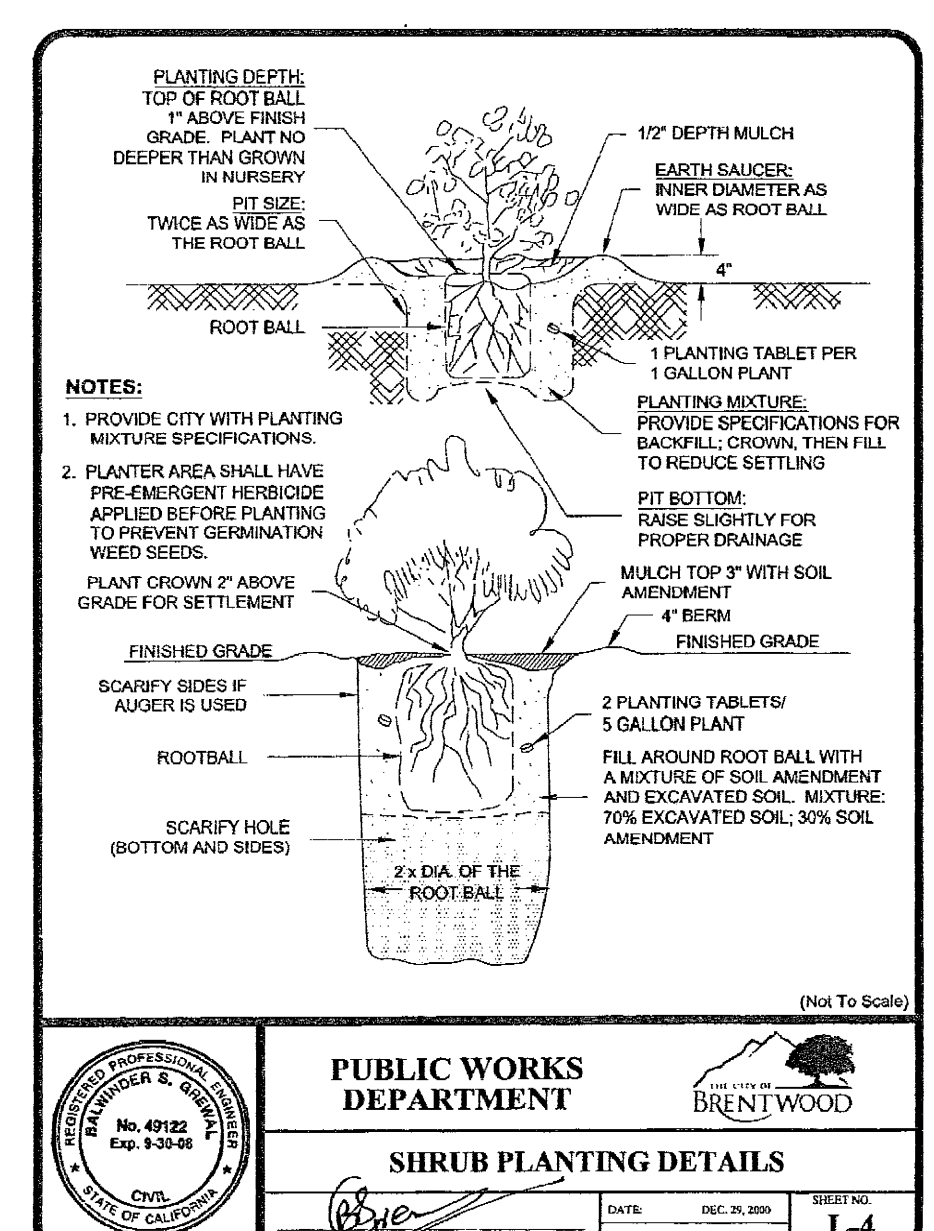 PLANTING DEPTH:
TOP OF ROOT BALL
1" ABOVE FINISH
GRADE. PLANT NO
DEEPER THAN GROWN
IN NURSERY
PIT SIZE:
TWICE AS WIDE AS
THE ROOT BALL
1/2" DEPTH MULCH
EARTH SAUCER:
INNER DIAMETER AS
WIDE AS ROOT BALL
4"
ROOT BALL
1 PLANTING TABLET PER
1 GALLON PLANT
PLANTING MIXTURE:
PROVIDE SPECIFICATIONS FOR
BACKFILL; CROWN, THEN FILL
TO REDUCE SETTLING
PIT BOTTOM:
RAISE SLIGHTLY FOR
PROPER DRAINAGE
NOTES:
1. PROVIDE CITY WITH PLANTING
MIXTURE SPECIFICATIONS.
2. PLANTER AREA SHALL HAVE
PRE-EMERGENT HERBICIDE
APPLIED BEFORE PLANTING
TO PREVENT GERMINATION
WEED SEEDS.
PLANT CROWN 2" ABOVE
GRADE FOR SETTLEMENT
MULCH TOP 3" WITH SOIL
AMENDMENT
4" BERM
FINISHED GRADE
FINISHED GRADE
SCARIFY SIDES IF
AUGER IS USED
2 PLANTING TABLETS/
5 GALLON PLANT
ROOTBALL
FILL AROUND ROOT BALL WITH
A MIXTURE OF SOIL AMENDMENT
AND EXCAVATED SOIL. MIXTURE:
70% EXCAVATED SOIL; 30% SOIL
AMENDMENT
SCARIFY HOLE
(BOTTOM AND SIDES)
2 x DIA. OF THE
ROOT BALL
(Not To Scale)
REGISTERED PROFESSIONAL ENGINEER
BALWINDER S. GREWAL
No. 49122
Exp. 9-30-08
CIVIL
STATE OF CALIFORNIA
PUBLIC WORKS
DEPARTMENT
THE CITY OF
BRENTWOOD
SHRUB PLANTING DETAILS
DATE: DEC. 29, 2000
SHEET NO.
L-4